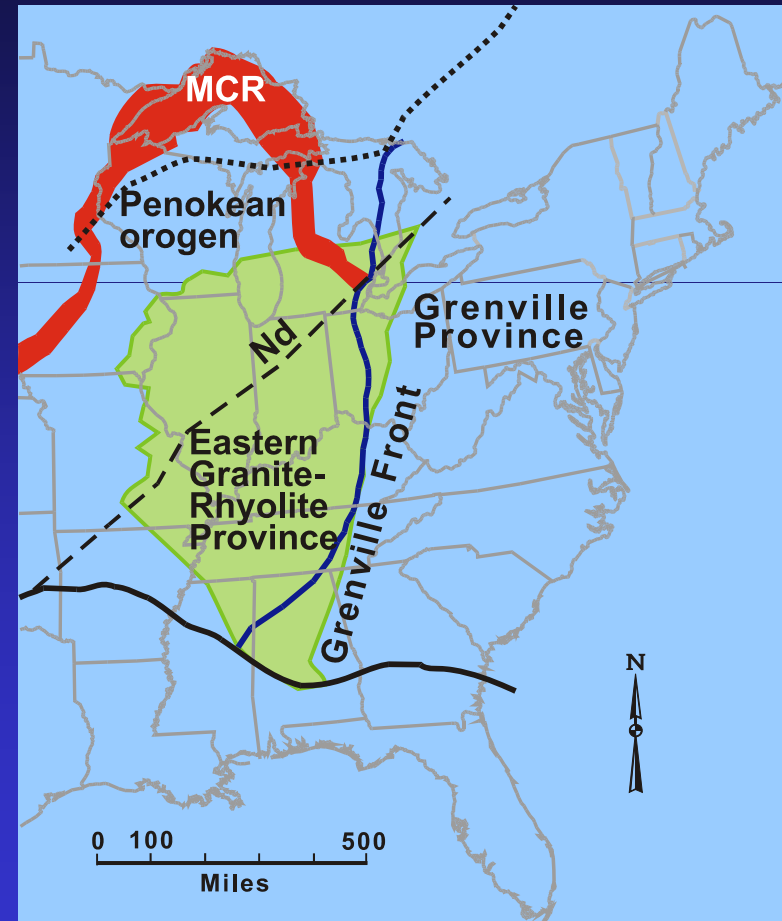 MCR
Penokean
orogen
Grenville
Province
Nd
Eastern
Granite-
Rhyolite
Province
Grenville Front
N
0 100 500
Miles